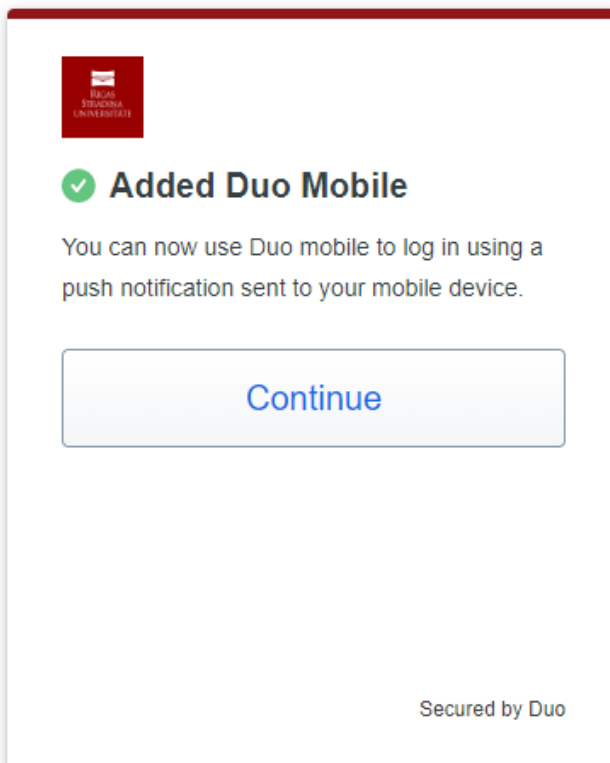 RĪGAS
STRADIŅA
UNIVERSITĀTE
Added Duo Mobile
You can now use Duo mobile to log in using a
push notification sent to your mobile device.
Continue
Secured by Duo